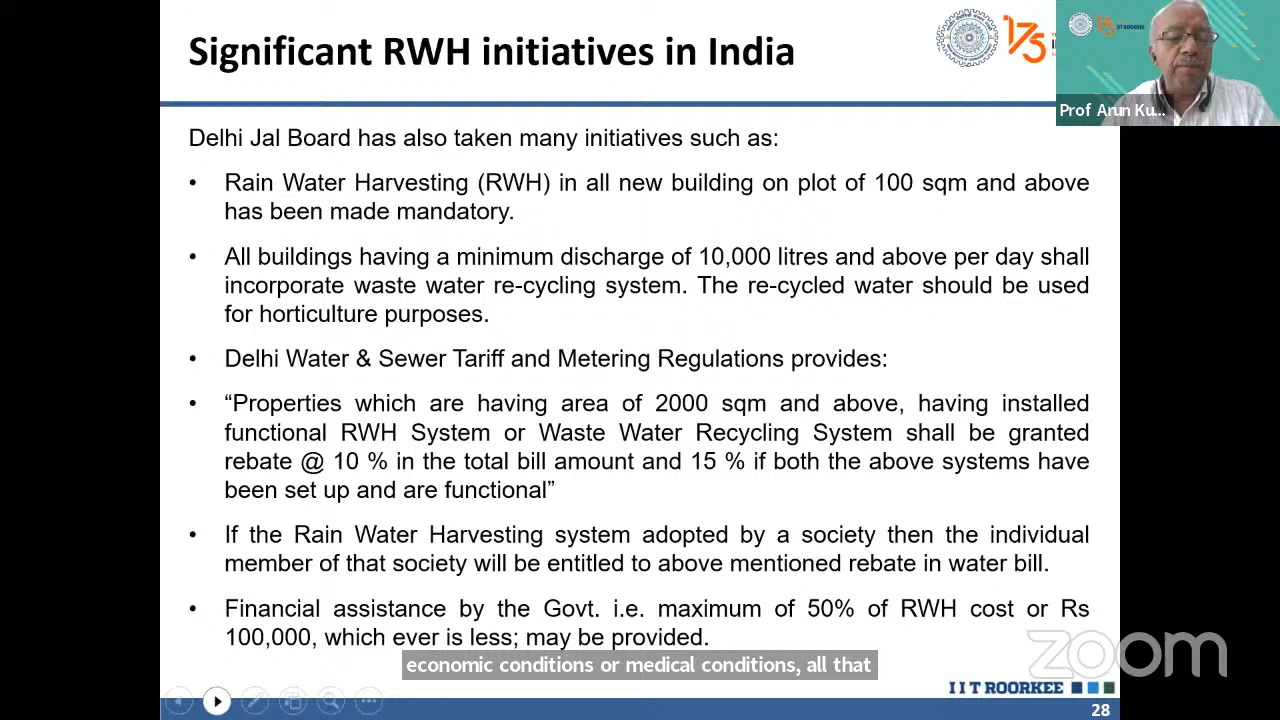 Significant RWH initiatives in India
175
IIT ROORKEE
Prof Arun Ku...
Delhi Jal Board has also taken many initiatives such as:
• Rain Water Harvesting (RWH) in all new building on plot of 100 sqm and above
has been made mandatory.
• All buildings having a minimum discharge of 10,000 litres and above per day shall
incorporate waste water re-cycling system. The re-cycled water should be used
for horticulture purposes.
• Delhi Water & Sewer Tariff and Metering Regulations provides:
• “Properties which are having area of 2000 sqm and above, having installed
functional RWH System or Waste Water Recycling System shall be granted
rebate @ 10 % in the total bill amount and 15 % if both the above systems have
been set up and are functional”
• If the Rain Water Harvesting system adopted by a society then the individual
member of that society will be entitled to above mentioned rebate in water bill.
• Financial assistance by the Govt. i.e. maximum of 50% of RWH cost or Rs
100,000, which ever is less; may be provided.
economic conditions or medical conditions, all that
zoom
IIT ROORKEE
28